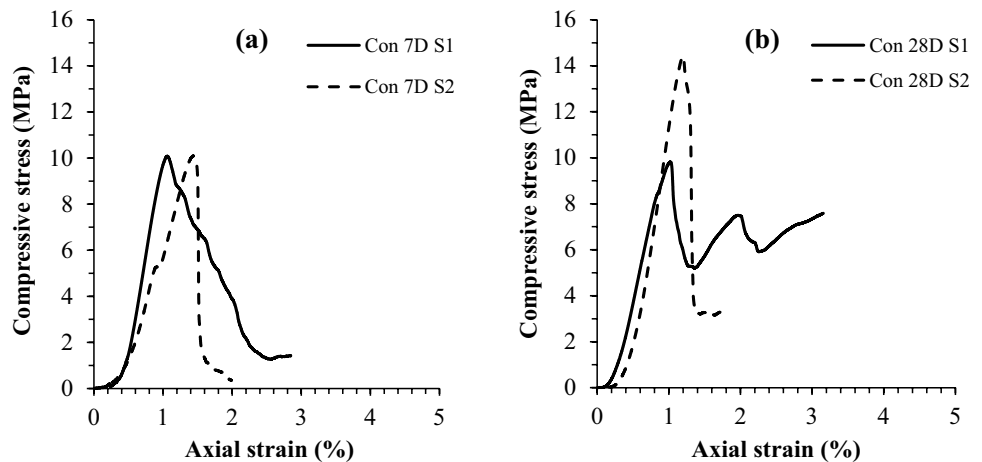 (a)
Con 7D S1
Con 7D S2
Compressive stress (MPa)
16
14
12
10
8
6
4
2
0
0 1 2 3 4 5
Axial strain (%)
(b)
Con 28D S1
Con 28D S2
Compressive stress (MPa)
16
14
12
10
8
6
4
2
0
0 1 2 3 4 5
Axial strain (%)